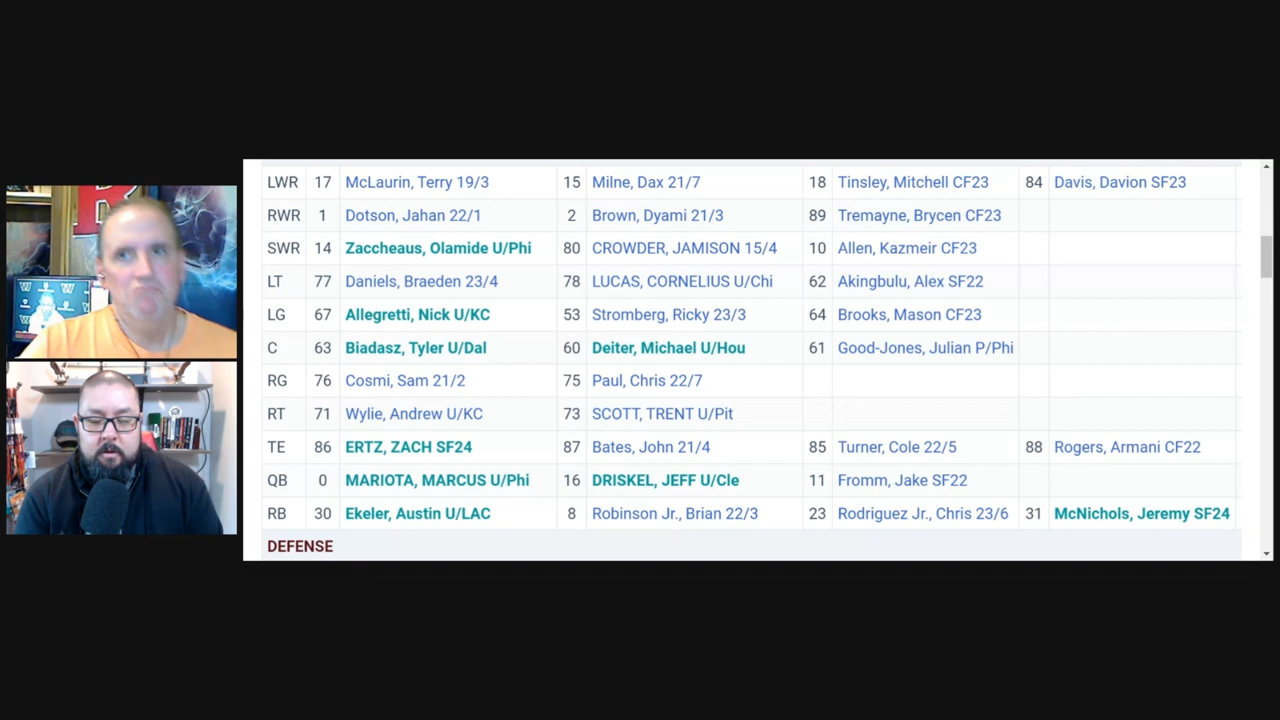 LWR 17 McLaurin, Terry 19/3 15 Milne, Dax 21/7 18 Tinsley, Mitchell CF23 84 Davis, Davion SF23
RWR 1 Dotson, Jahan 22/1 2 Brown, Dyami 21/3 89 Tremayne, Brycen CF23
SWR 14 Zaccheaus, Olamide U/Phi 80 CROWDER, JAMISON 15/4 10 Allen, Kazmeir CF23
LT 77 Daniels, Braeden 23/4 78 LUCAS, CORNELIUS U/Chi 62 Akingbulu, Alex SF22
LG 67 Allegretti, Nick U/KC 53 Stromberg, Ricky 23/3 64 Brooks, Mason CF23
C 63 Biadasz, Tyler U/Dal 60 Deiter, Michael U/Hou 61 Good-Jones, Julian P/Phi
RG 76 Cosmi, Sam 21/2 75 Paul, Chris 22/7
RT 71 Wylie, Andrew U/KC 73 SCOTT, TRENT U/Pit
TE 86 ERTZ, ZACH SF24 87 Bates, John 21/4 85 Turner, Cole 22/5 88 Rogers, Armani CF22
QB 0 MARIOTA, MARCUS U/Phi 16 DRISKEL, JEFF U/Cle 11 Fromm, Jake SF22
RB 30 Ekeler, Austin U/LAC 8 Robinson Jr., Brian 22/3 23 Rodriguez Jr., Chris 23/6 31 McNichols, Jeremy SF24
DEFENSE